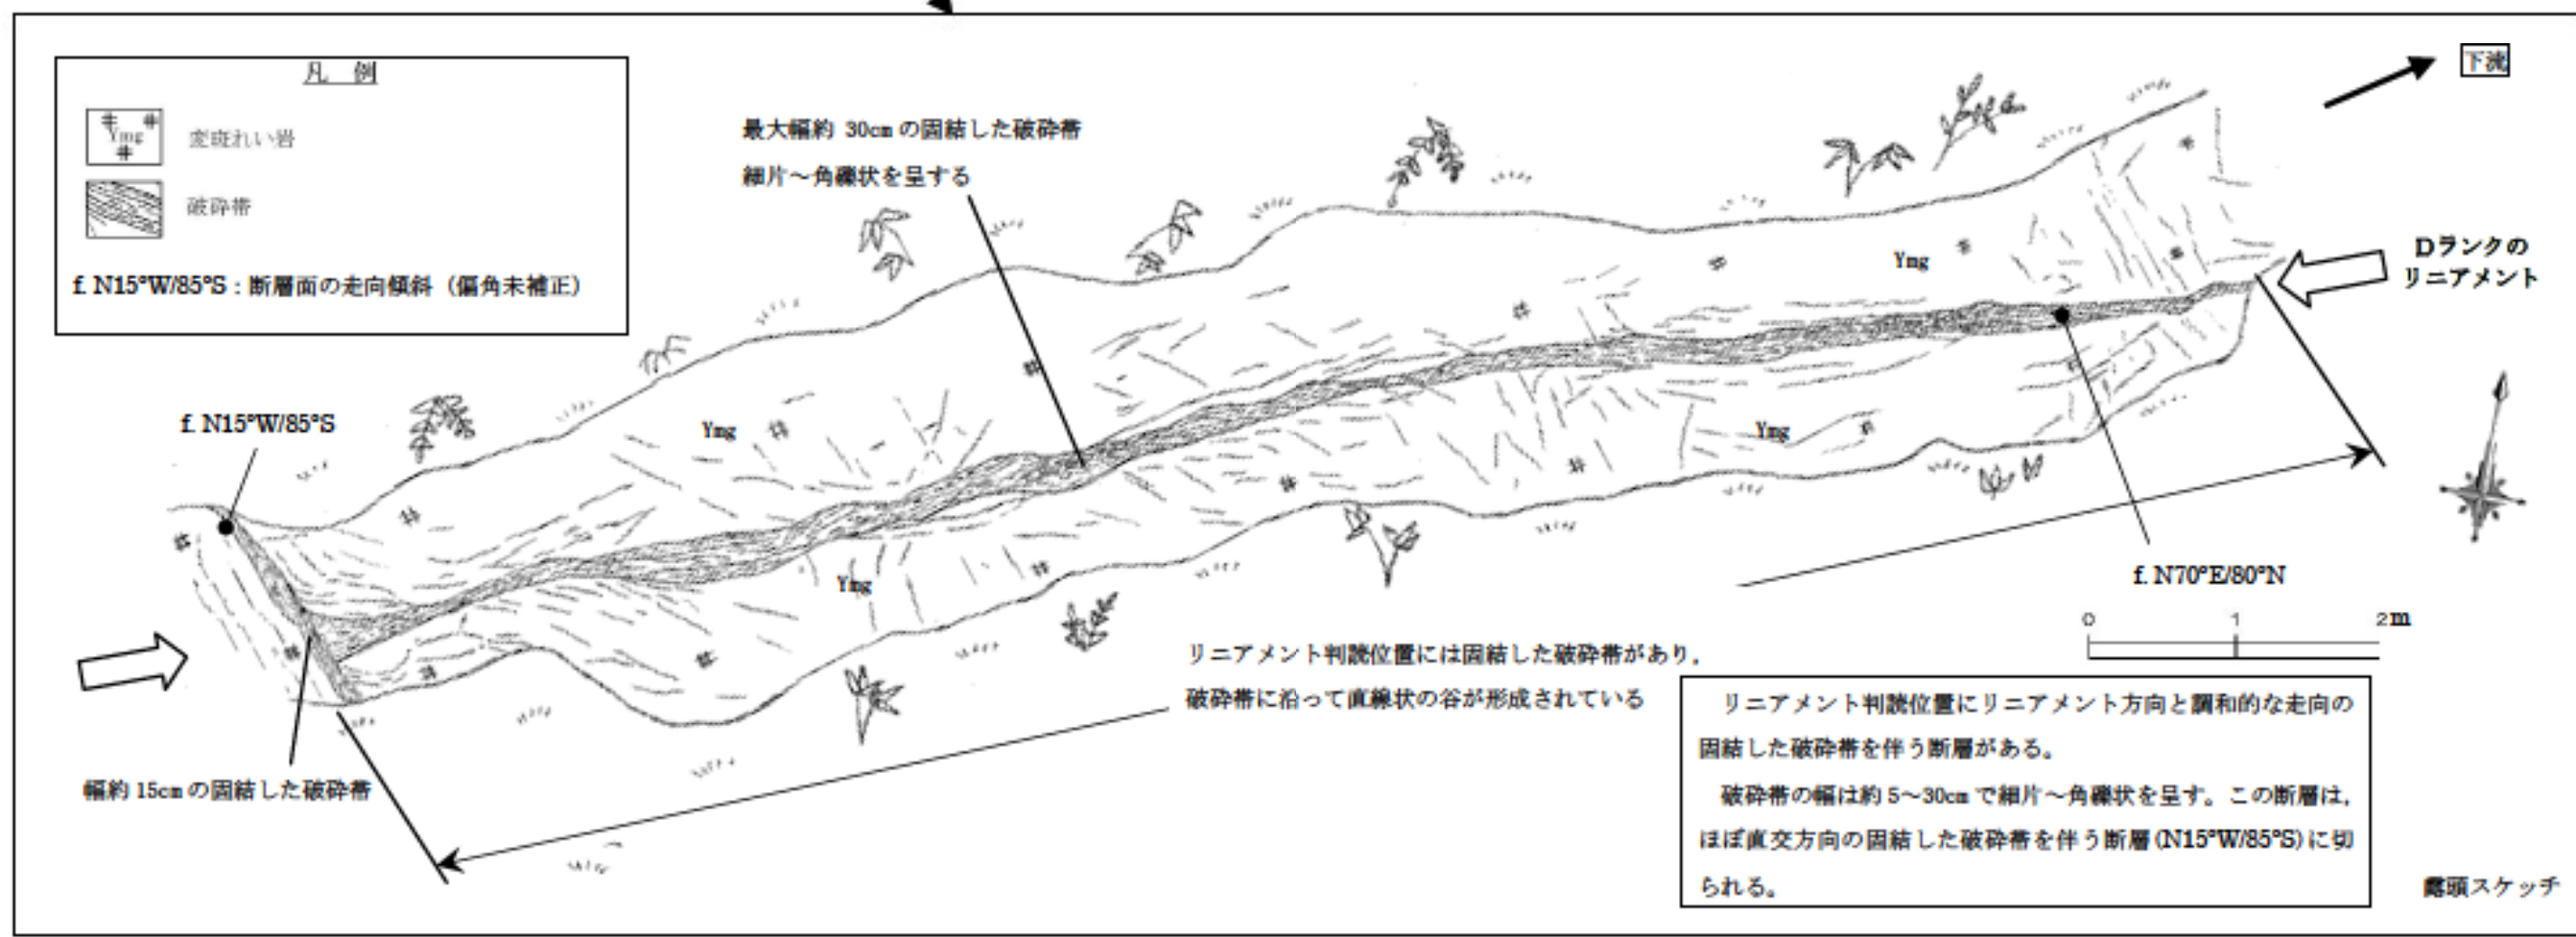 凡 例
Ymg 変斑れい岩
破砕帯
f. N15°W/85°S：断層面の走向傾斜（偏角未補正）
下流
最大幅約 30cm の固結した破砕帯
細片～角礫状を呈する
Ymg
Dランクの
リニアメント
f. N15°W/85°S
Ymg
Ymg
Ymg
f. N70°E/80°N
0 1 2m
幅約 15cm の固結した破砕帯
リニアメント判読位置には固結した破砕帯があり，
破砕帯に沿って直線状の谷が形成されている
リニアメント判読位置にリニアメント方向と調和的な走向の
固結した破砕帯を伴う断層がある。
破砕帯の幅は約 5～30cm で細片～角礫状を呈す。この断層は，
ほぼ直交方向の固結した破砕帯を伴う断層(N15°W/85°S)に切
られる。
露頭スケッチ